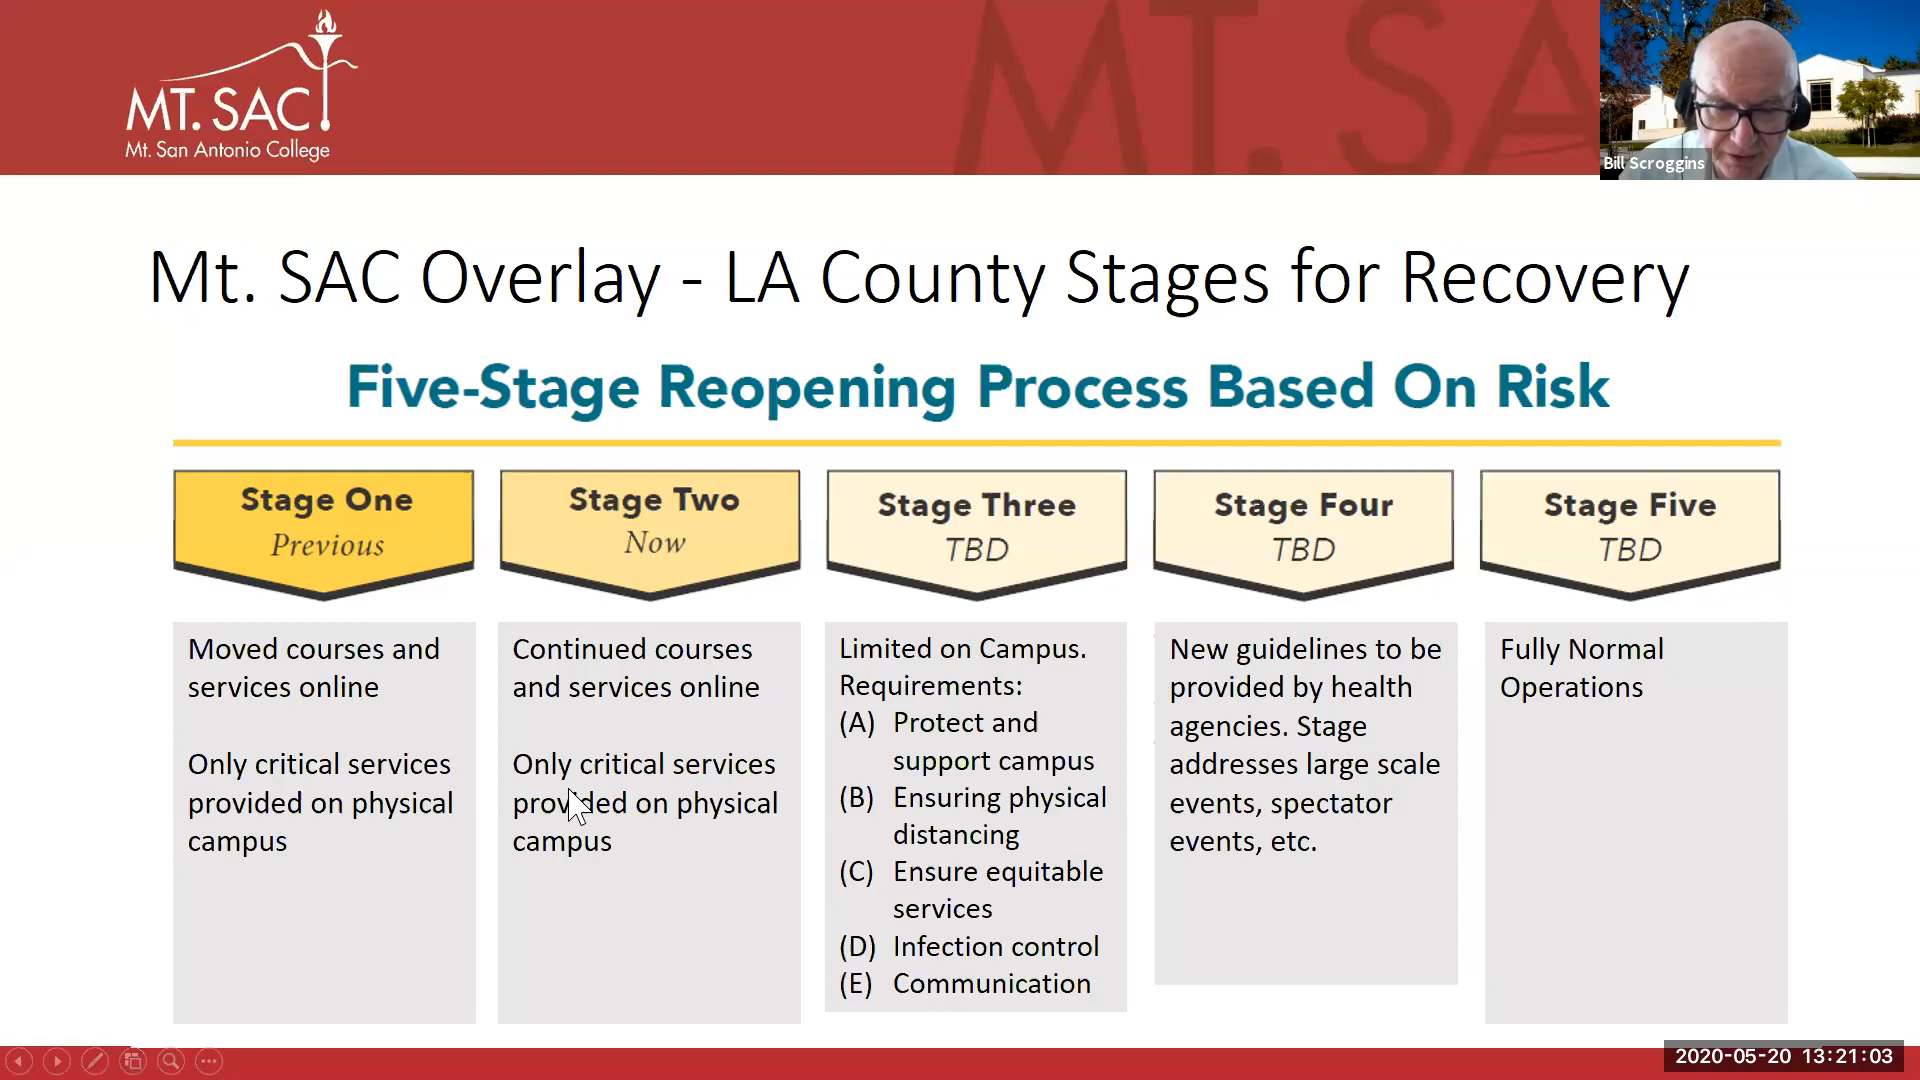 MT. SAC
Mt. San Antonio College
MT. SA
Bill Scroggins
Mt. SAC Overlay - LA County Stages for Recovery
Five-Stage Reopening Process Based On Risk
Stage One
Previous
Moved courses and
services online
Only critical services
provided on physical
campus
Stage Two
Now
Continued courses
and services online
Only critical services
provided on physical
campus
Stage Three
TBD
Limited on Campus.
Requirements:
(A) Protect and
support campus
(B) Ensuring physical
distancing
(C) Ensure equitable
services
(D) Infection control
(E) Communication
Stage Four
TBD
New guidelines to be
provided by health
agencies. Stage
addresses large scale
events, spectator
events, etc.
Stage Five
TBD
Fully Normal
Operations
2020-05-20 13:21:03